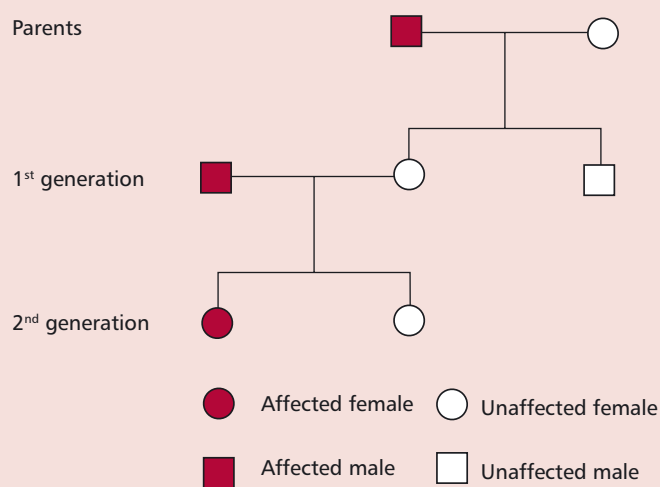 Parents
1st generation
2nd generation
Affected female
Unaffected female
Affected male
Unaffected male